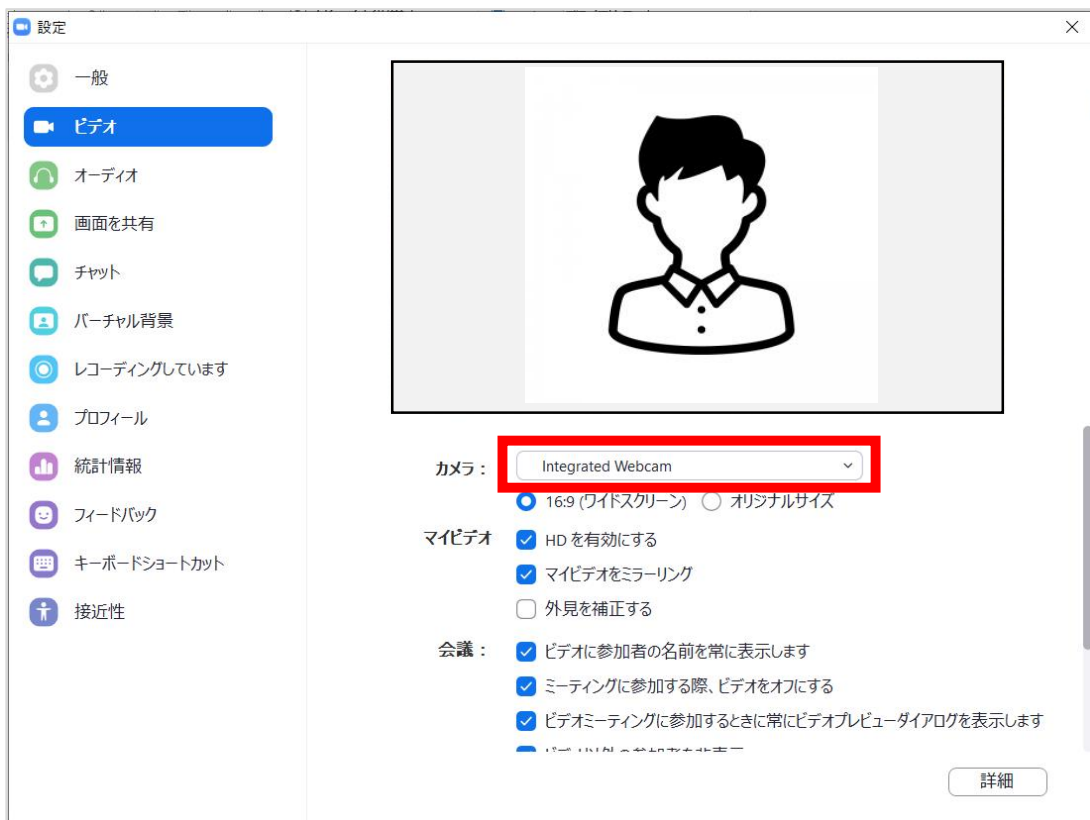 設定
一般
ビデオ
オーディオ
画面を共有
チャット
バーチャル背景
レコーディングしています
プロフィール
統計情報
フィードバック
キーボードショートカット
接近性
カメラ： Integrated Webcam
16:9 (ワイドスクリーン) オリジナルサイズ
マイビデオ HD を有効にする
マイビデオをミラーリング
外見を補正する
会議： ビデオに参加者の名前を常に表示します
ミーティングに参加する際、ビデオをオフにする
ビデオミーティングに参加するときに常にビデオプレビューダイアログを表示します
詳細